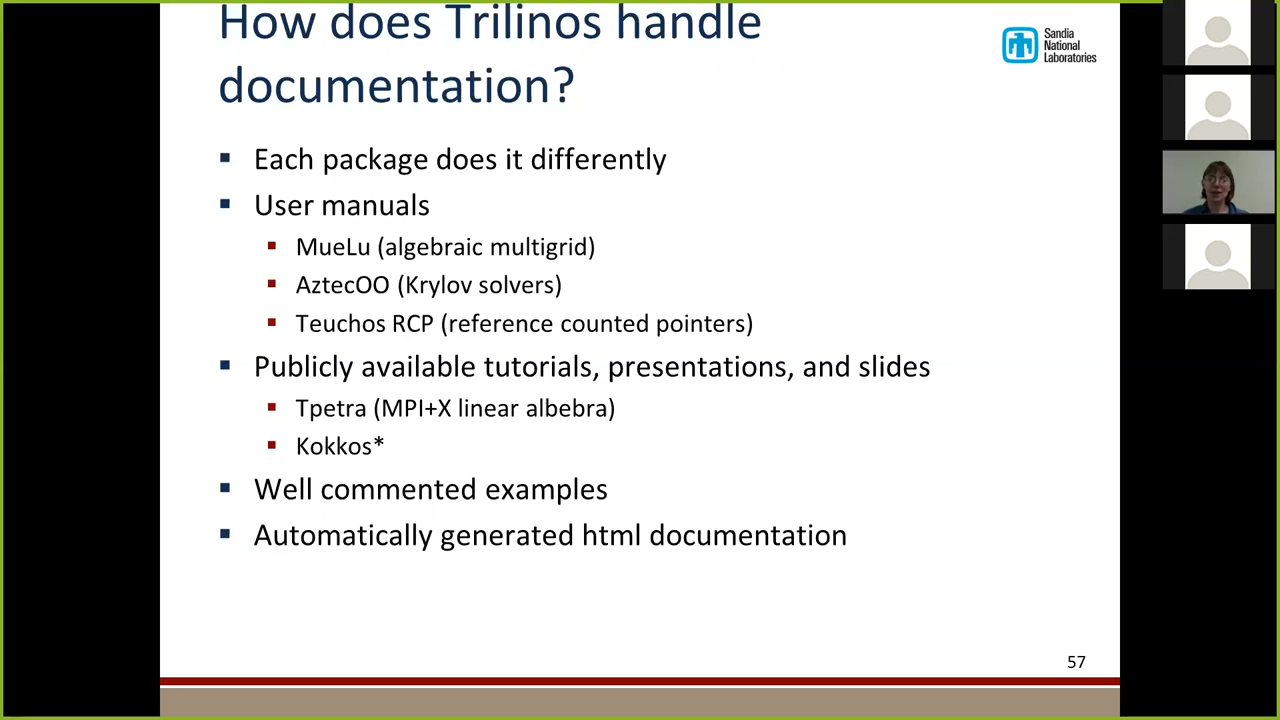 How does Trilinos handle
documentation?
Sandia
National
Laboratories
Each package does it differently
User manuals
MueLu (algebraic multigrid)
AztecOO (Krylov solvers)
Teuchos RCP (reference counted pointers)
Publicly available tutorials, presentations, and slides
Tpetra (MPI+X linear albebra)
Kokkos*
Well commented examples
Automatically generated html documentation
57